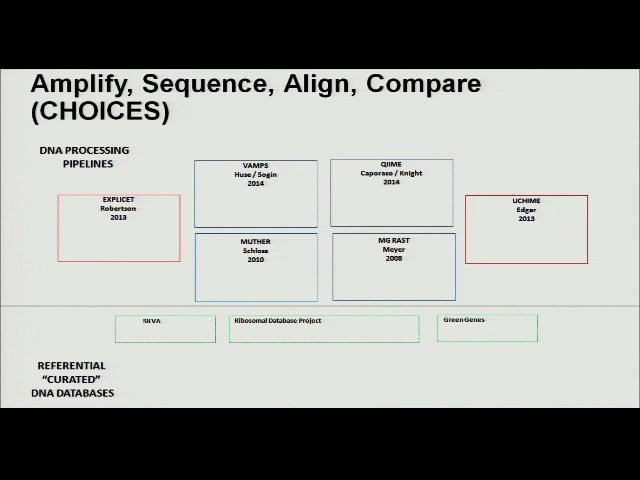 Amplify, Sequence, Align, Compare
(CHOICES)
DNA PROCESSING
PIPELINES
VAMPS
Huse / Sogin
2014
QIIME
Caporaso / Knight
2014
EXPLICET
Robertson
2013
UCHIME
Edgar
2013
MUTHER
Schloss
2010
MG RAST
Meyer
2008
SILVA
Ribosomal Database Project
Green Genes
REFERENTIAL
"CURATED"
DNA DATABASES